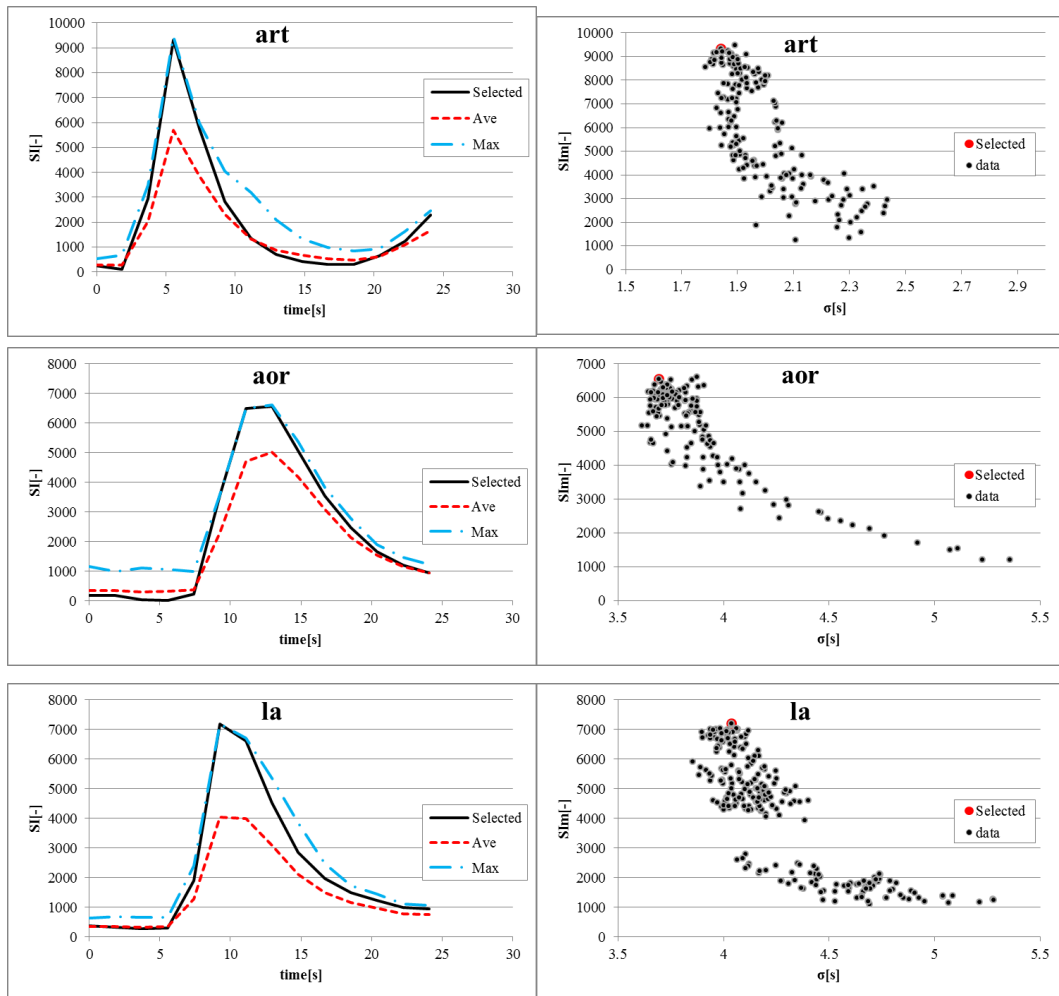 art
10000
9000
8000
7000
6000
5000
4000
3000
2000
1000
0
SI[-]
0 5 10 15 20 25 30
time[s]
Selected
Ave
Max
art
10000
9000
8000
7000
6000
5000
4000
3000
2000
1000
0
SIm[-]
1.5 1.7 1.9 2.1 2.3 2.5 2.7 2.9
σ[s]
Selected
data
aor
8000
7000
6000
5000
4000
3000
2000
1000
0
SI[-]
0 5 10 15 20 25 30
time[s]
Selected
Ave
Max
aor
7000
6000
5000
4000
3000
2000
1000
0
SIm[-]
3.5 4 4.5 5 5.5
σ[s]
Selected
data
la
8000
7000
6000
5000
4000
3000
2000
1000
0
SI[-]
0 5 10 15 20 25 30
time[s]
Selected
Ave
Max
la
8000
7000
6000
5000
4000
3000
2000
1000
0
SIm[-]
3.5 4 4.5 5 5.5
σ[s]
Selected
data